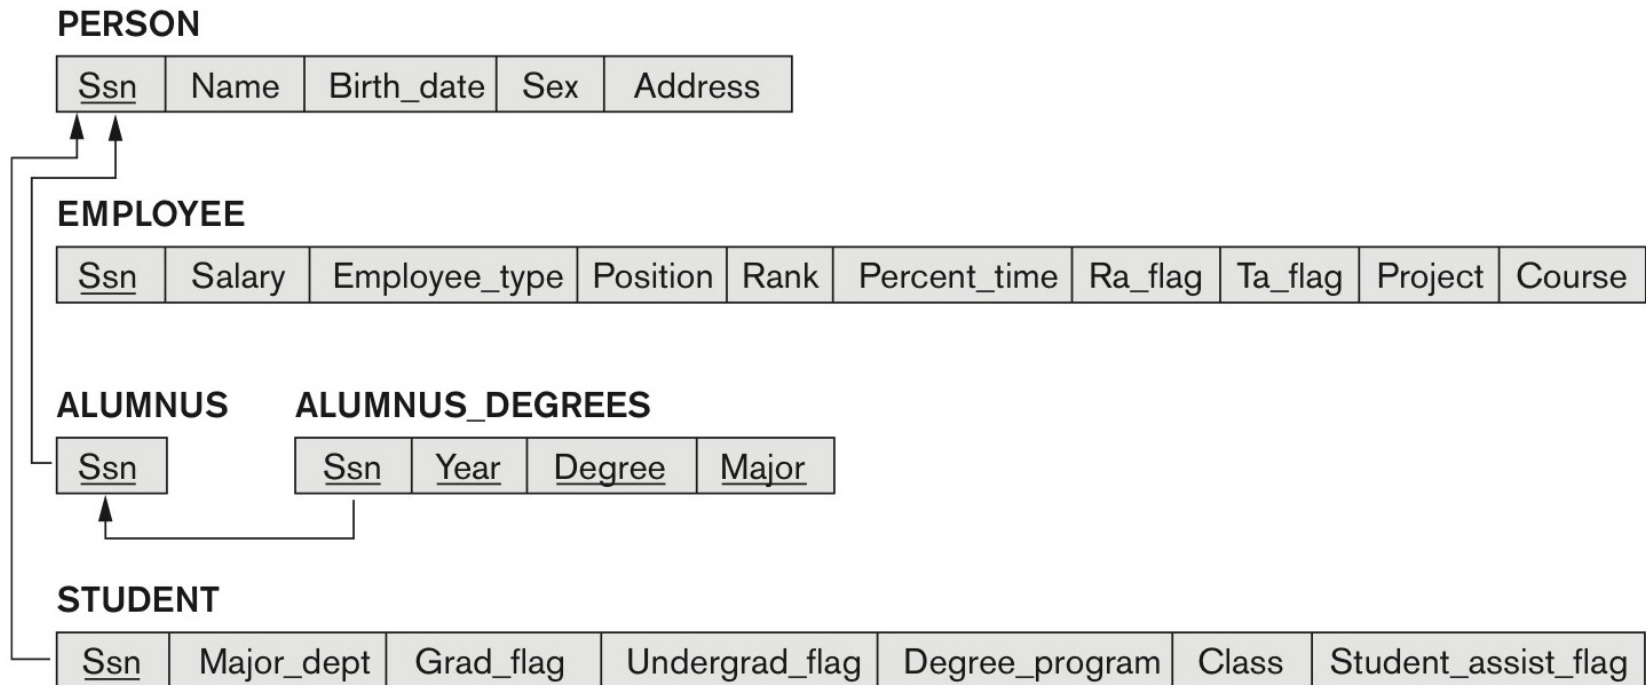 PERSON
Ssn Name Birth_date Sex Address
EMPLOYEE
Ssn Salary Employee_type Position Rank Percent_time Ra_flag Ta_flag Project Course
ALUMNUS ALUMNUS_DEGREES
Ssn Ssn Year Degree Major
STUDENT
Ssn Major_dept Grad_flag Undergrad_flag Degree_program Class Student_assist_flag